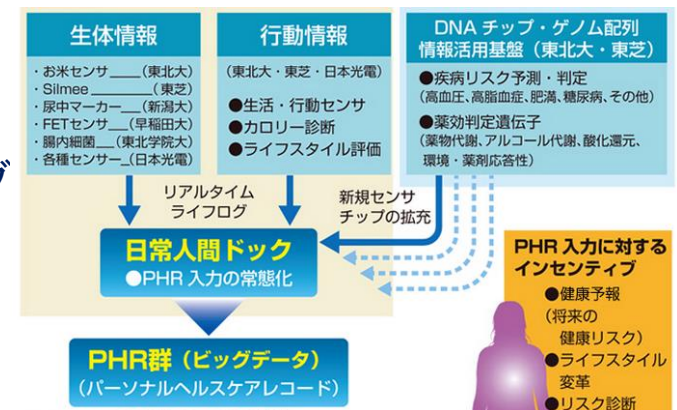 生体情報
・お米センサ____(東北大)
・Silmee________(東芝)
・尿中マーカー___(新潟大)
・FETセンサ__(早稲田大)
・腸内細菌__(東北学院大)
・各種センサー_(日本光電)
行動情報
(東北大・東芝・日本光電)
●生活・行動センサ
●カロリー診断
●ライフスタイル評価
DNA チップ・ゲノム配列
情報活用基盤(東北大・東芝)
●疾病リスク予測・判定
(高血圧、高脂血症、肥満、糖尿病、その他)
●薬効判定遺伝子
(薬物代謝、アルコール代謝、酸化還元、
環境・薬剤応答性)
リアルタイム
ライフログ
新規センサ
チップの拡充
日常人間ドック
●PHR 入力の常態化
PHR群(ビッグデータ)
(パーソナルヘルスケアレコード)
PHR 入力に対する
インセンティブ
●健康予報
(将来の
健康リスク)
●ライフスタイル
変革
●リスク診断